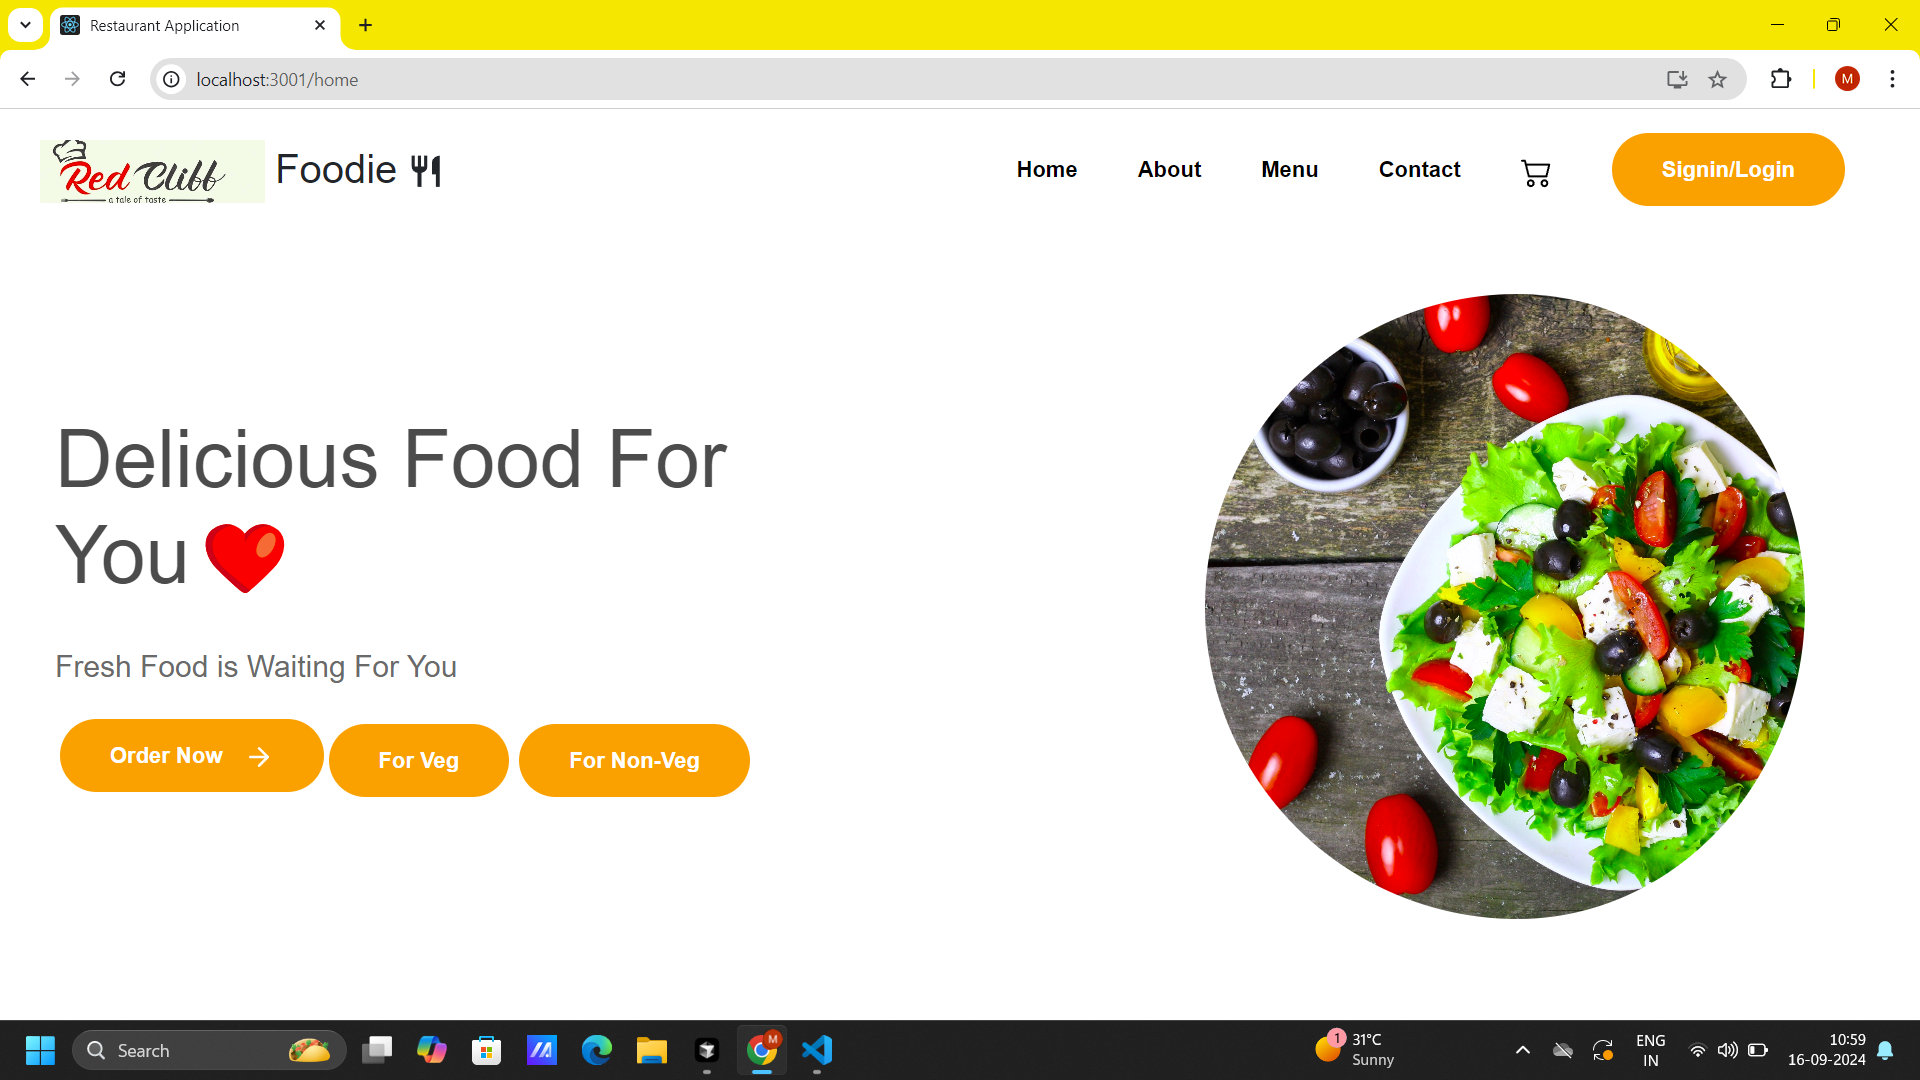 Restaurant Application
localhost:3001/home
M
Red Cliff
a tale of taste
Foodie
Home
About
Menu
Contact
Signin/Login
Delicious Food For
You
Fresh Food is Waiting For You
Order Now
For Veg
For Non-Veg
Search
M
1
31°C
Sunny
ENG
IN
10:59
16-09-2024